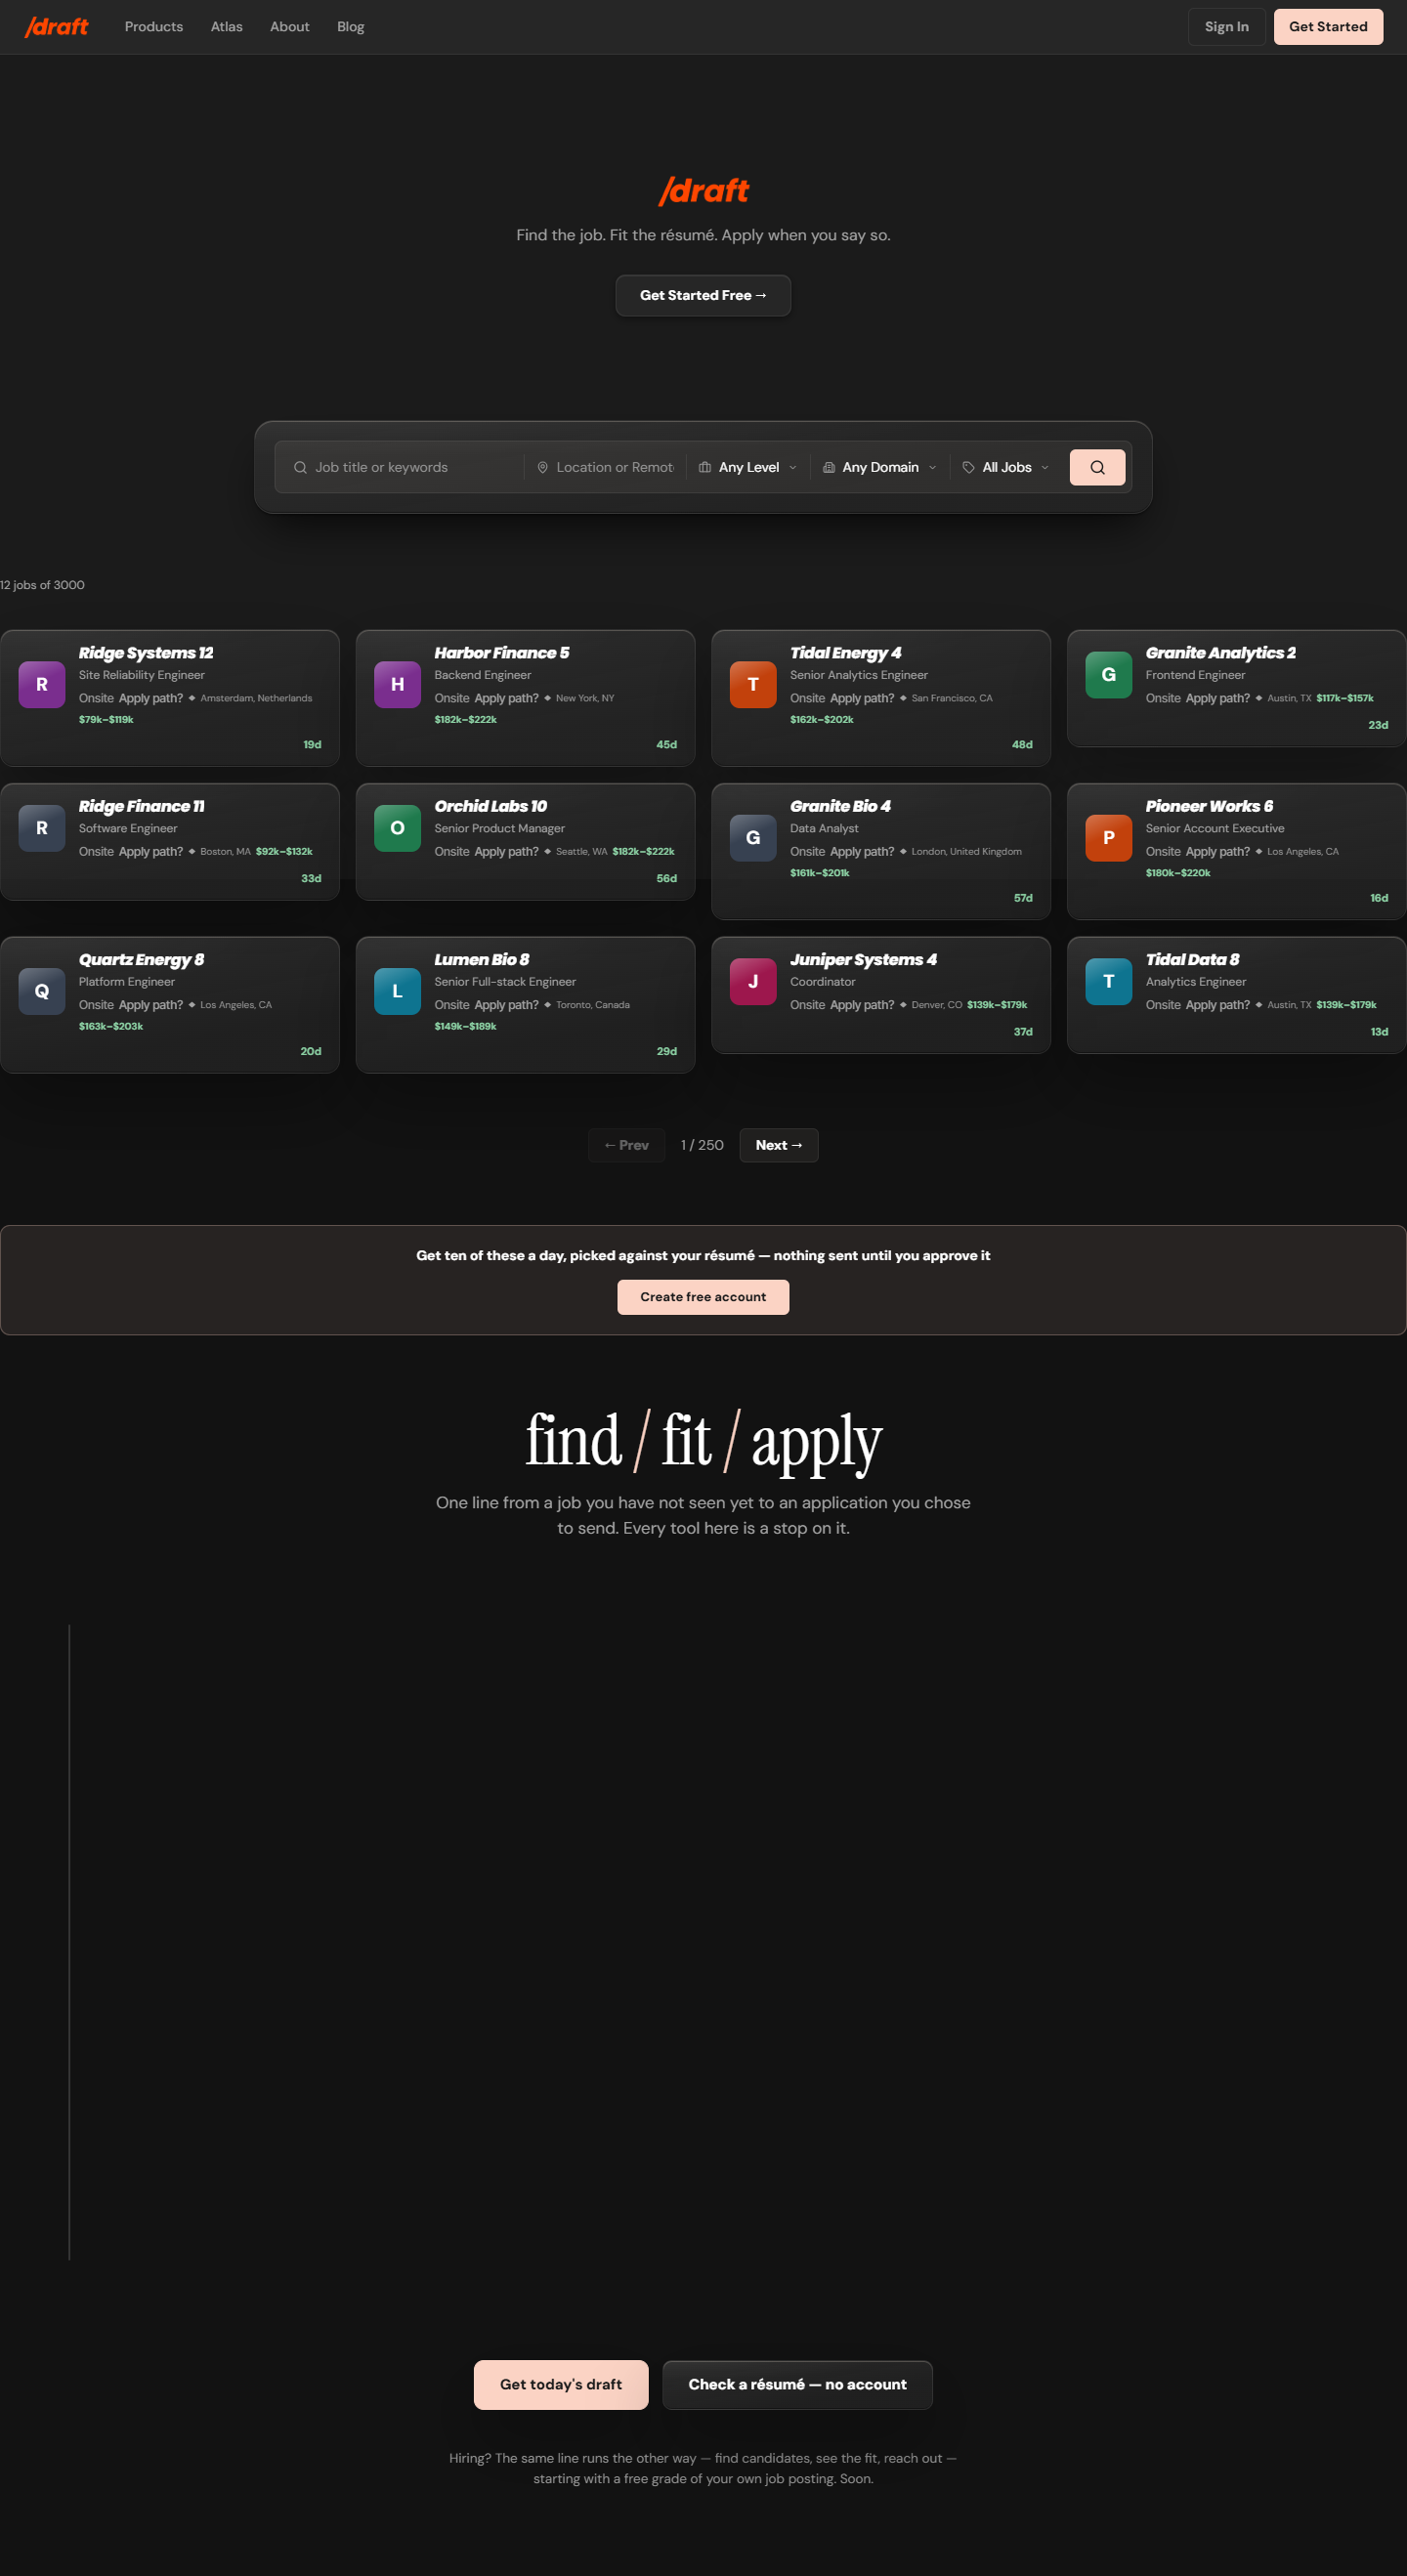 /draft Products Atlas About Blog Sign In Get Started
/draft
Find the job. Fit the résumé. Apply when you say so.
Get Started Free →
Job title or keywords Location or Remot Any Level Any Domain All Jobs
12 jobs of 3000
R
Ridge Systems 12
Site Reliability Engineer
Onsite Apply path? ◆ Amsterdam, Netherlands
$79k–$119k
19d
H
Harbor Finance 5
Backend Engineer
Onsite Apply path? ◆ New York, NY
$182k–$222k
45d
T
Tidal Energy 4
Senior Analytics Engineer
Onsite Apply path? ◆ San Francisco, CA
$162k–$202k
48d
G
Granite Analytics 2
Frontend Engineer
Onsite Apply path? ◆ Austin, TX $117k–$157k
23d
R
Ridge Finance 11
Software Engineer
Onsite Apply path? ◆ Boston, MA $92k–$132k
33d
O
Orchid Labs 10
Senior Product Manager
Onsite Apply path? ◆ Seattle, WA $182k–$222k
56d
G
Granite Bio 4
Data Analyst
Onsite Apply path? ◆ London, United Kingdom
$161k–$201k
57d
P
Pioneer Works 6
Senior Account Executive
Onsite Apply path? ◆ Los Angeles, CA
$180k–$220k
16d
Q
Quartz Energy 8
Platform Engineer
Onsite Apply path? ◆ Los Angeles, CA
$163k–$203k
20d
L
Lumen Bio 8
Senior Full-stack Engineer
Onsite Apply path? ◆ Toronto, Canada
$149k–$189k
29d
J
Juniper Systems 4
Coordinator
Onsite Apply path? ◆ Denver, CO $139k–$179k
37d
T
Tidal Data 8
Analytics Engineer
Onsite Apply path? ◆ Austin, TX $139k–$179k
13d
← Prev 1 / 250 Next →
Get ten of these a day, picked against your résumé — nothing sent until you approve it
Create free account
find / fit / apply
One line from a job you have not seen yet to an application you chose
to send. Every tool here is a stop on it.
Get today's draft Check a résumé — no account
Hiring? The same line runs the other way — find candidates, see the fit, reach out —
starting with a free grade of your own job posting. Soon.